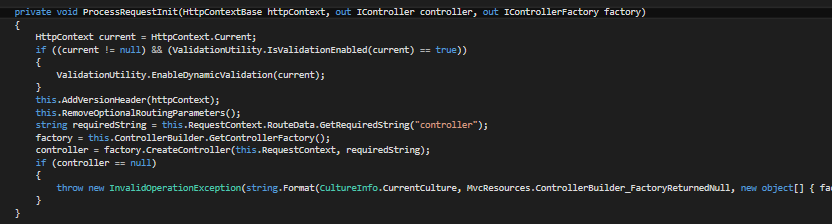 private void ProcessRequestInit(HttpContextBase httpContext, out IController controller, out IControllerFactory factory)
{
HttpContext current = HttpContext.Current;
if ((current != null) && (ValidationUtility.IsValidationEnabled(current) == true))
{
ValidationUtility.EnableDynamicValidation(current);
}
this.AddVersionHeader(httpContext);
this.RemoveOptionalRoutingParameters();
string requiredString = this.RequestContext.RouteData.GetRequiredString("controller");
factory = this.ControllerBuilder.GetControllerFactory();
controller = factory.CreateController(this.RequestContext, requiredString);
if (controller == null)
{
throw new InvalidOperationException(string.Format(CultureInfo.CurrentCulture, MvcResources.ControllerBuilder_FactoryReturnedNull, new object[] { fa
}
}